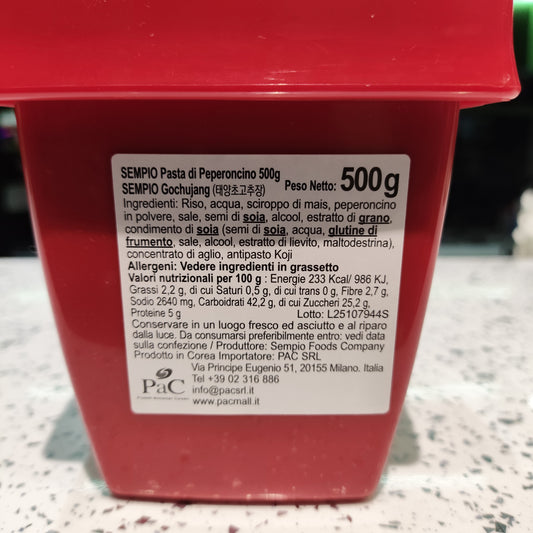 SEMPIO Pasta di Peperoncino 500g
SEMPIO Gochujang (태양초고추장) Peso Netto: 500g
Ingredienti: Riso, acqua, sciroppo di mais, peperoncino
in polvere, sale, semi di soia, alcool, estratto di grano,
condimento di soia (semi di soia, acqua, glutine di
frumento, sale, alcool, estratto di lievito, maltodestrina),
concentrato di aglio, antipasto Koji
Allergeni: Vedere ingredienti in grassetto
Valori nutrizionali per 100 g : Energie 233 Kcal/ 986 KJ,
Grassi 2,2 g, di cui Saturi 0,5 g, di cui trans 0 g, Fibre 2,7 g,
Sodio 2640 mg, Carboidrati 42,2 g, di cui Zuccheri 25,2 g,
Proteine 5 g Lotto: L25107944S
Conservare in un luogo fresco ed asciutto e al riparo
dalla luce. Da consumarsi preferibilmente entro: vedi data
sulla confezione / Produttore: Sempio Foods Company
Prodotto in Corea Importatore: PAC SRL
Via Principe Eugenio 51, 20155 Milano. Italia
Tel +39 02 316 886
info@pacsrl.it
www.pacmall.it
PaC